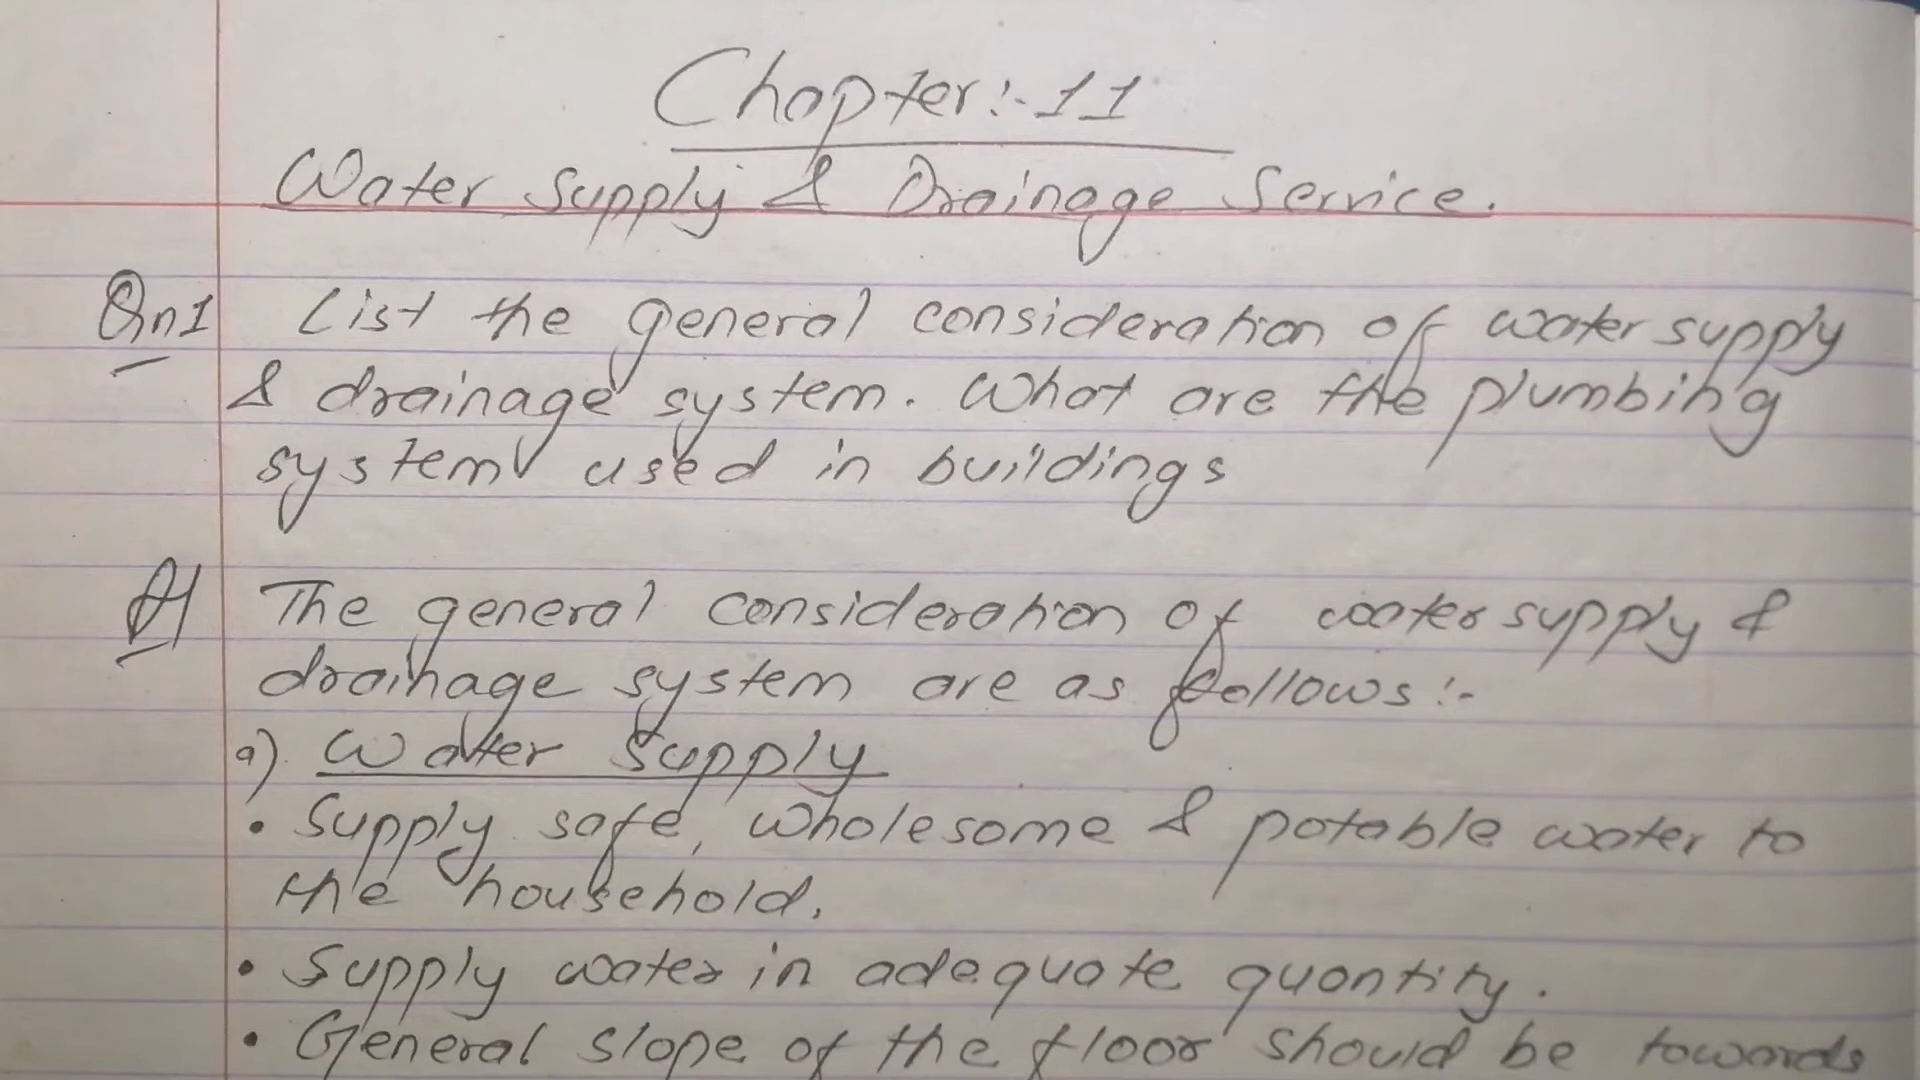 Chapter:- 11
Water Supply & Drainage Service.
Qn1 List the general consideration of water supply
& drainage system. What are the plumbing
system used in buildings
The general consideration of water supply &
drainage system are as follows:-
a) Water Supply
• Supply safe, wholesome & potable water to
the household.
• Supply water in adequate quantity.
• General slope of the floor should be towards